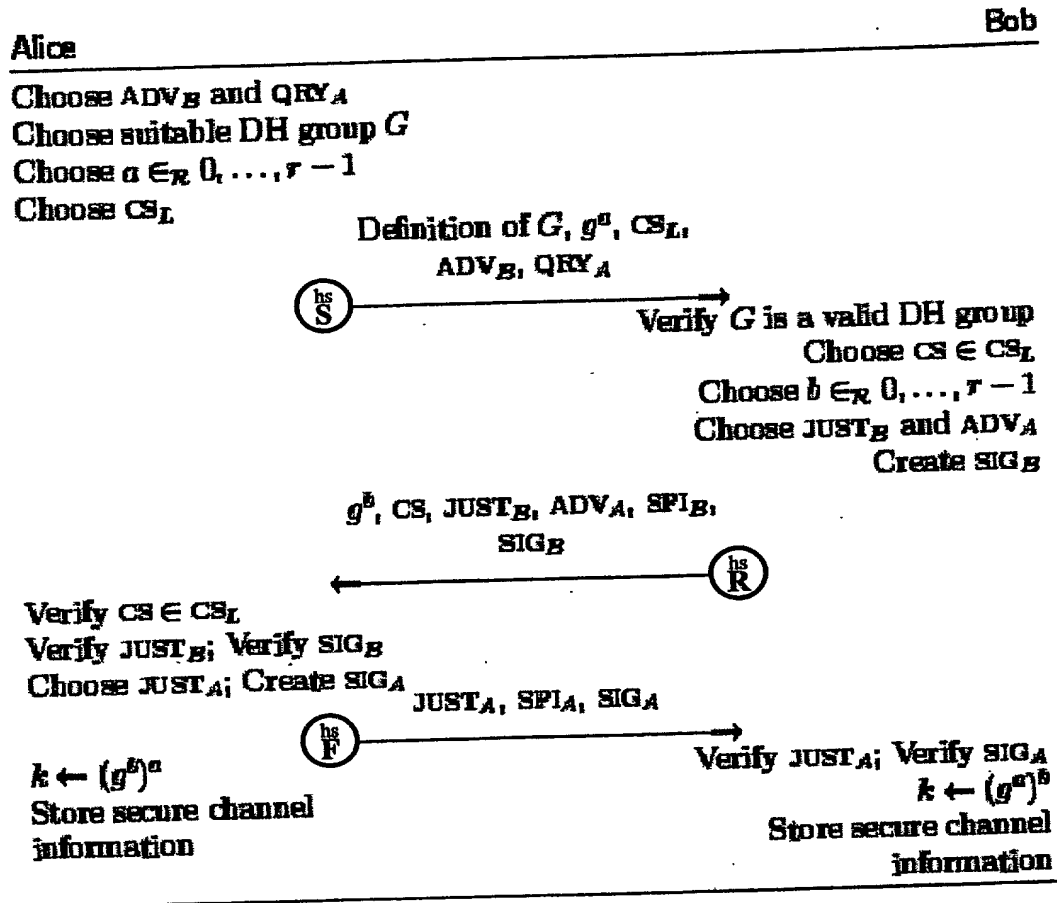 Alice
Bob
Choose ADV_B and QRY_A
Choose suitable DH group G
Choose a ∈_R 0, …, r − 1
Choose CS_L
Definition of G, g^a, CS_L,
ADV_B, QRY_A
hs
S
Verify G is a valid DH group
Choose CS ∈ CS_L
Choose b ∈_R 0, …, r − 1
Choose JUST_B and ADV_A
Create SIG_B
g^b, CS, JUST_B, ADV_A, SPI_B,
SIG_B
hs
R
Verify CS ∈ CS_L
Verify JUST_B; Verify SIG_B
Choose JUST_A; Create SIG_A
JUST_A, SPI_A, SIG_A
hs
F
Verify JUST_A; Verify SIG_A
k ← (g^b)^a
k ← (g^a)^b
Store secure channel
information
Store secure channel
information